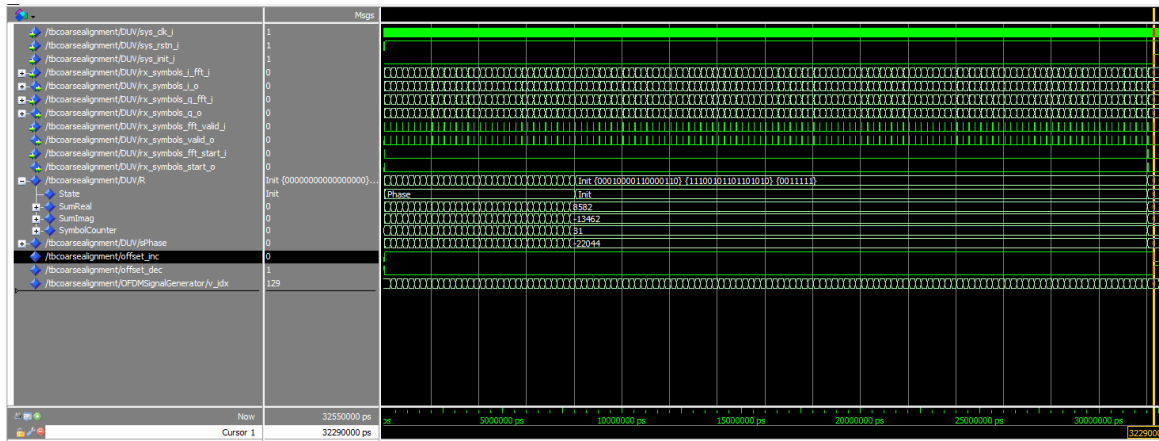 Msgs
/tbcoarsealignment/DUV/sys_clk_i 1
/tbcoarsealignment/DUV/sys_rstn_i 1
/tbcoarsealignment/DUV/sys_init_i 1
/tbcoarsealignment/DUV/rx_symbols_i_fft_i 0
/tbcoarsealignment/DUV/rx_symbols_i_o 0
/tbcoarsealignment/DUV/rx_symbols_q_fft_i 0
/tbcoarsealignment/DUV/rx_symbols_q_o 0
/tbcoarsealignment/DUV/rx_symbols_fft_valid_i 0
/tbcoarsealignment/DUV/rx_symbols_valid_o 0
/tbcoarsealignment/DUV/rx_symbols_fft_start_i 0
/tbcoarsealignment/DUV/rx_symbols_start_o 0
/tbcoarsealignment/DUV/R Init {0000000000000000}... Init {0001000011000110} {11100101101101010} {0011111}
State Init Phase Init
SumReal 0 8582
SumImag 0 -13462
SymbolCounter 0 31
/tbcoarsealignment/DUV/sPhase 0 -22044
/tbcoarsealignment/offset_inc 0
/tbcoarsealignment/offset_dec 1
/tbcoarsealignment/OFDMSignalGenerator/v_idx 129
Now 32550000 ps ps 5000000 ps 10000000 ps 15000000 ps 20000000 ps 25000000 ps 30000000 ps
Cursor 1 32290000 ps